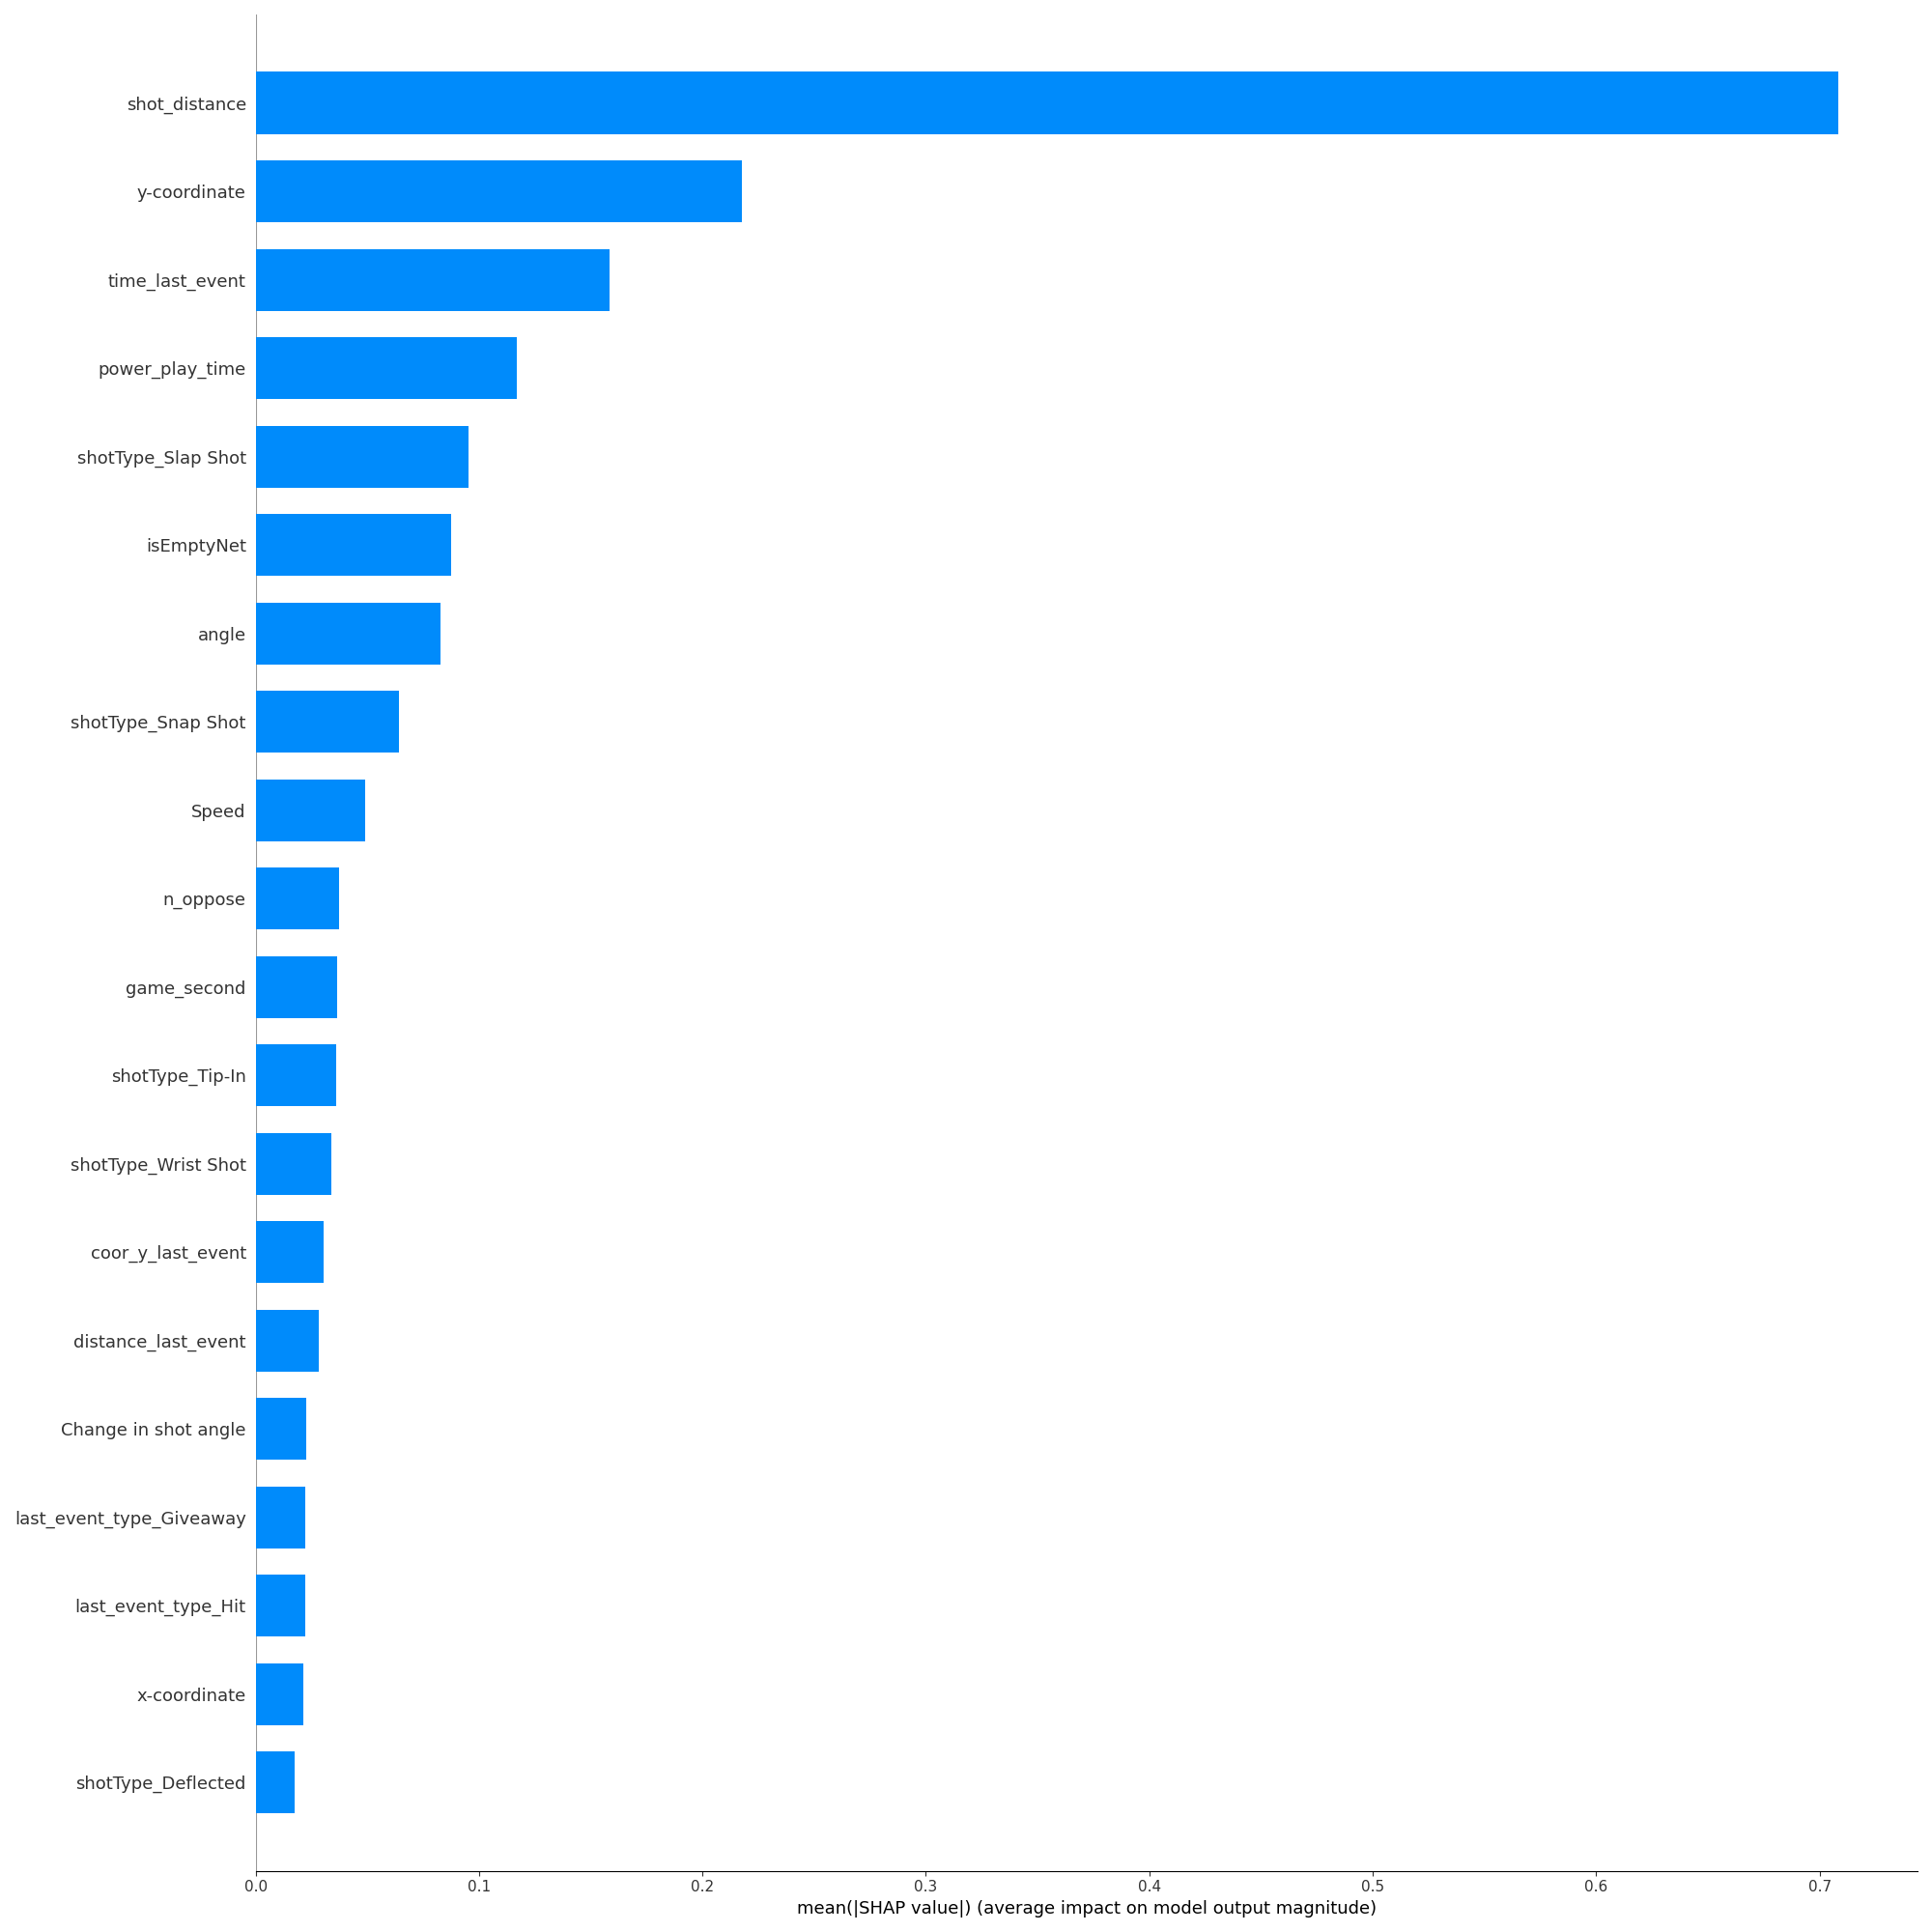 shot_distance
y-coordinate
time_last_event
power_play_time
shotType_Slap Shot
isEmptyNet
angle
shotType_Snap Shot
Speed
n_oppose
game_second
shotType_Tip-In
shotType_Wrist Shot
coor_y_last_event
distance_last_event
Change in shot angle
last_event_type_Giveaway
last_event_type_Hit
x-coordinate
shotType_Deflected
0.0 0.1 0.2 0.3 0.4 0.5 0.6 0.7
mean(|SHAP value|) (average impact on model output magnitude)